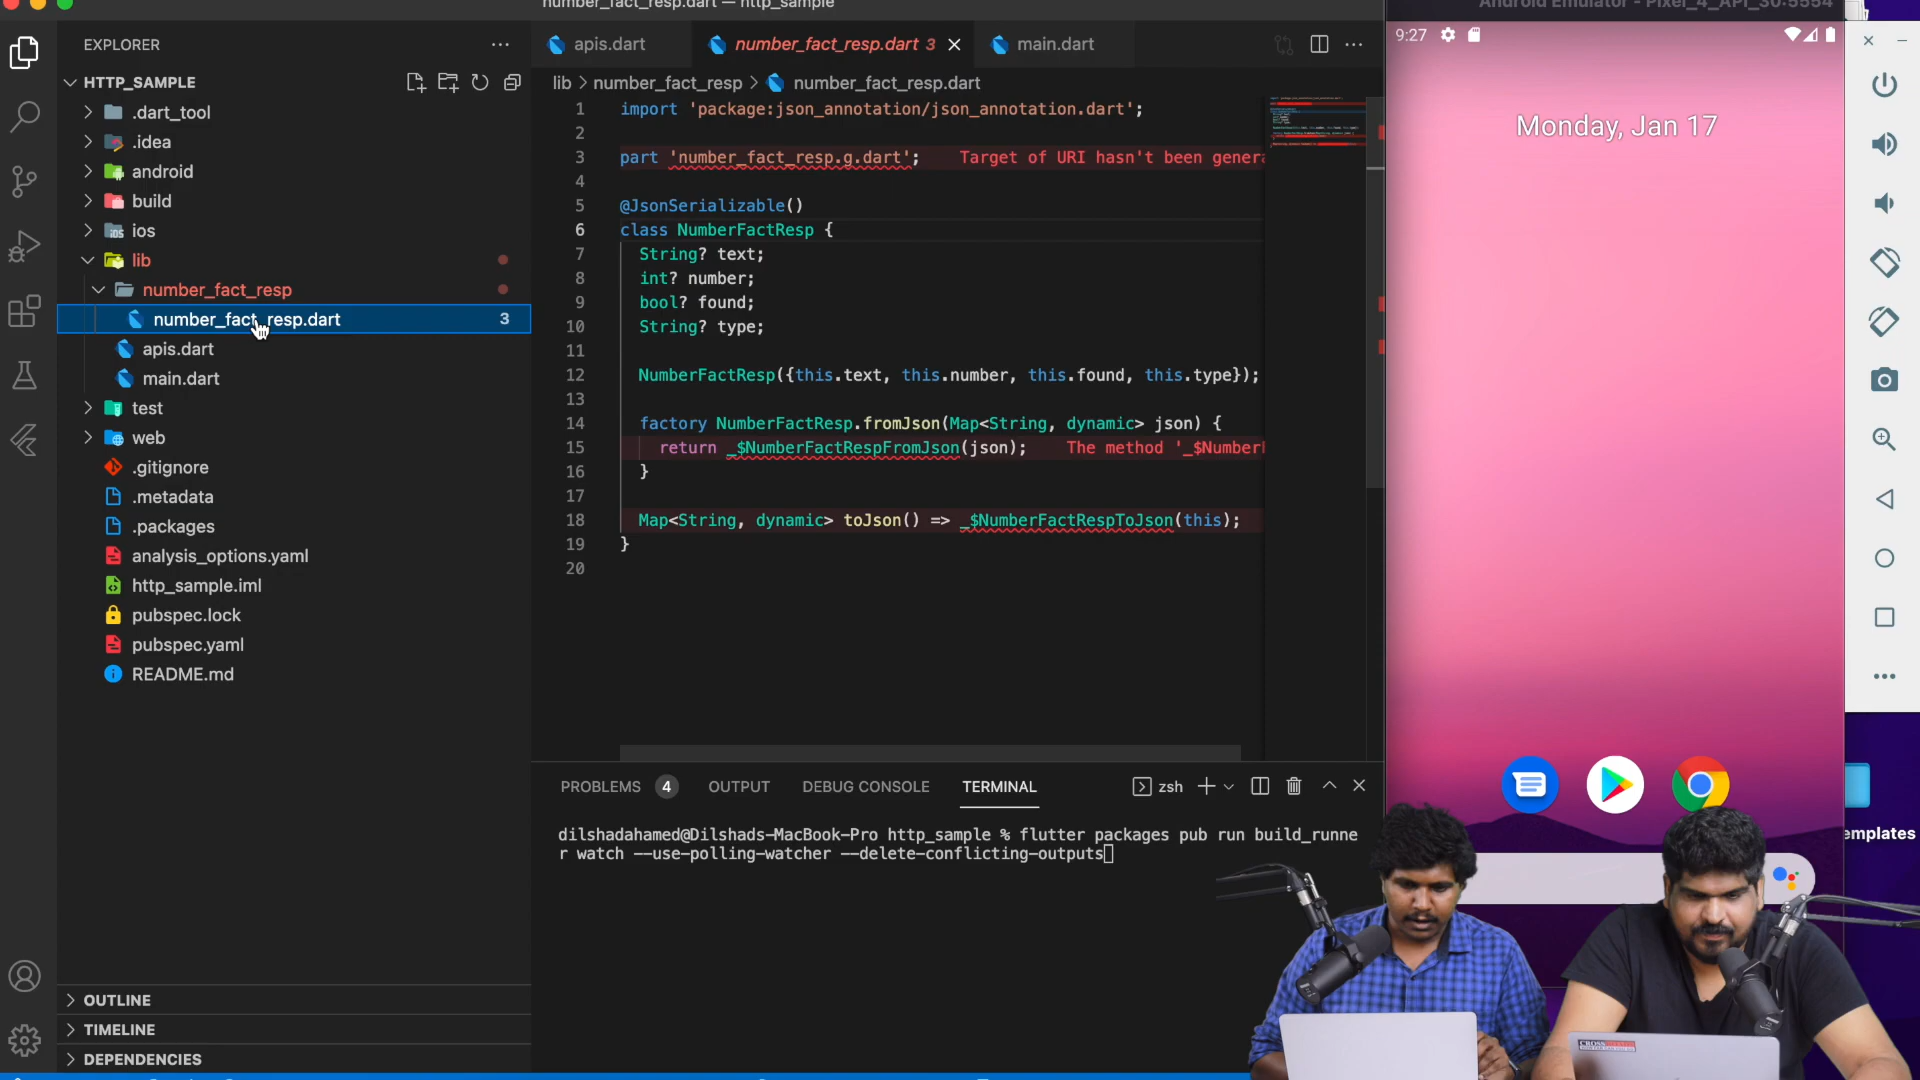 number_fact_resp.dart — http_sample
Android Emulator - Pixel_4_API_30:5554
EXPLORER
HTTP_SAMPLE
.dart_tool
.idea
android
build
ios
lib
number_fact_resp
number_fact_resp.dart 3
apis.dart
main.dart
test
web
.gitignore
.metadata
.packages
analysis_options.yaml
http_sample.iml
pubspec.lock
pubspec.yaml
README.md
OUTLINE
TIMELINE
DEPENDENCIES
apis.dart
number_fact_resp.dart 3
main.dart
lib > number_fact_resp > number_fact_resp.dart
1 import 'package:json_annotation/json_annotation.dart';
2
3 part 'number_fact_resp.g.dart'; Target of URI hasn't been genera
4
5 @JsonSerializable()
6 class NumberFactResp {
7 String? text;
8 int? number;
9 bool? found;
10 String? type;
11
12 NumberFactResp({this.text, this.number, this.found, this.type});
13
14 factory NumberFactResp.fromJson(Map<String, dynamic> json) {
15 return _$NumberFactRespFromJson(json); The method '_$Number
16 }
17
18 Map<String, dynamic> toJson() => _$NumberFactRespToJson(this);
19 }
20
PROBLEMS 4
OUTPUT
DEBUG CONSOLE
TERMINAL
zsh
dilshadahamed@Dilshads-MacBook-Pro http_sample % flutter packages pub run build_runne
r watch --use-polling-watcher --delete-conflicting-outputs
9:27
Monday, Jan 17
emplates